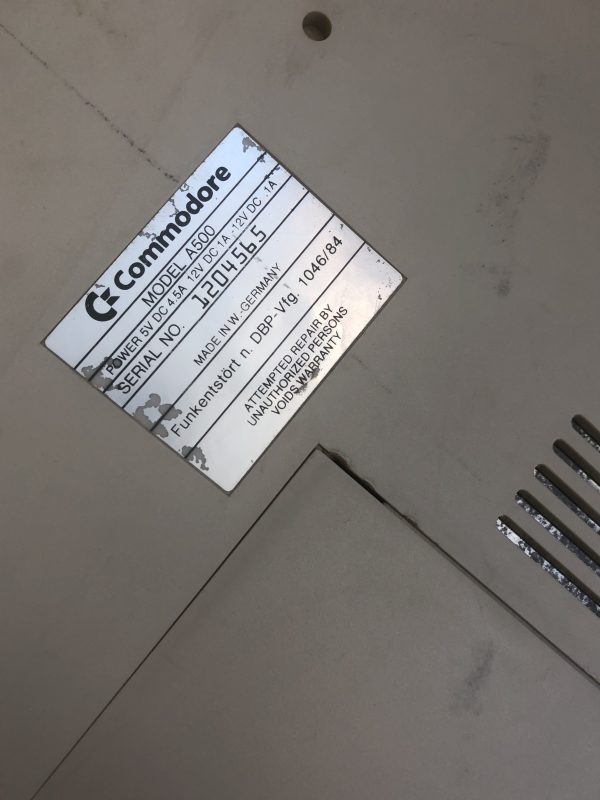 Commodore
MODEL A500
POWER 5V DC 4.5A 12V DC 1A -12V DC .1A
SERIAL NO. 1204565
MADE IN W.-GERMANY
Funkentstört n. DBP-Vfg. 1046/84
ATTEMPTED REPAIR BY
UNAUTHORIZED PERSONS
VOIDS WARRANTY